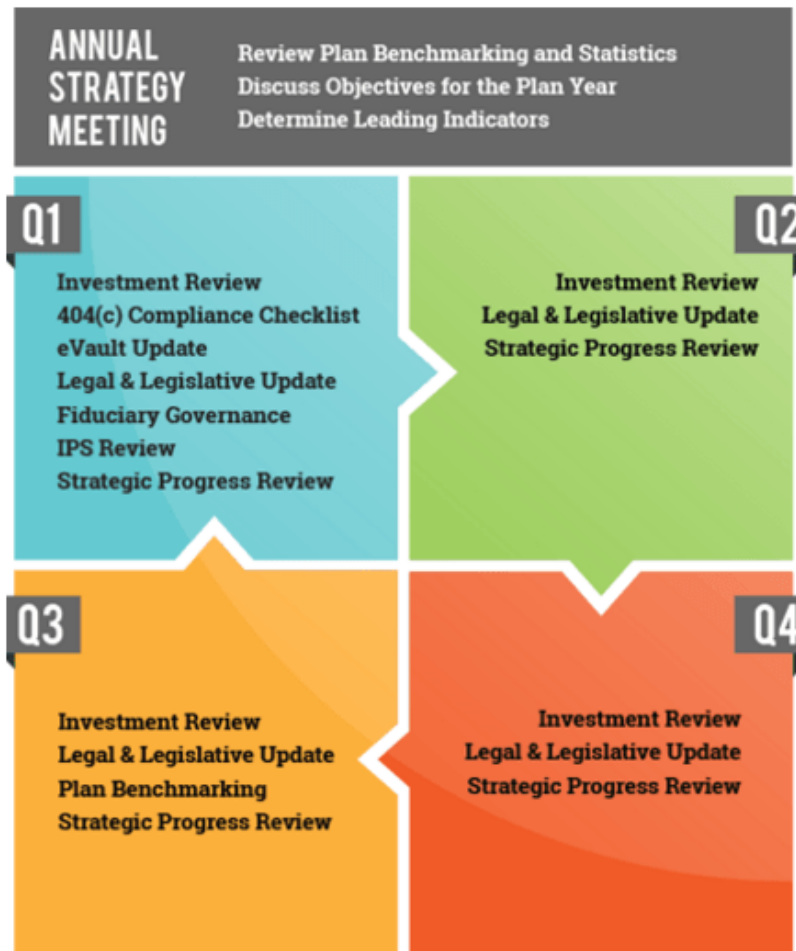 ANNUAL
STRATEGY
MEETING
Review Plan Benchmarking and Statistics
Discuss Objectives for the Plan Year
Determine Leading Indicators
Q1
Investment Review
404(c) Compliance Checklist
eVault Update
Legal & Legislative Update
Fiduciary Governance
IPS Review
Strategic Progress Review
Q2
Investment Review
Legal & Legislative Update
Strategic Progress Review
Q3
Investment Review
Legal & Legislative Update
Plan Benchmarking
Strategic Progress Review
Q4
Investment Review
Legal & Legislative Update
Strategic Progress Review